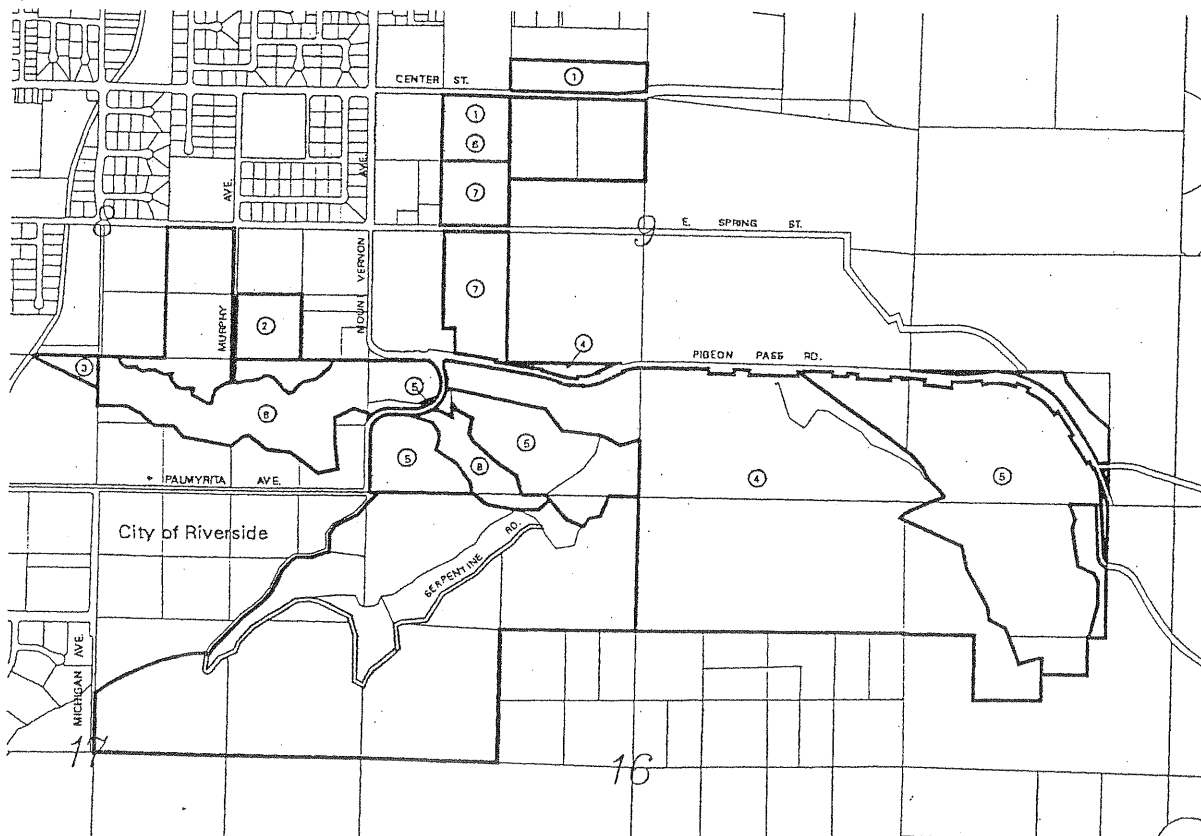 CENTER ST.
①
①
⑥
⑦
AVE.
AVE.
8
9
E. SPRING ST.
MOUNT VERNON
⑦
②
MURPHY
④
PIGEON PASS RD.
③
⑤
⑧
⑤
⑤
⑧
④
⑤
PALMYRITA AVE.
City of Riverside
SERPENTINE RD.
MICHIGAN AVE.
17
16